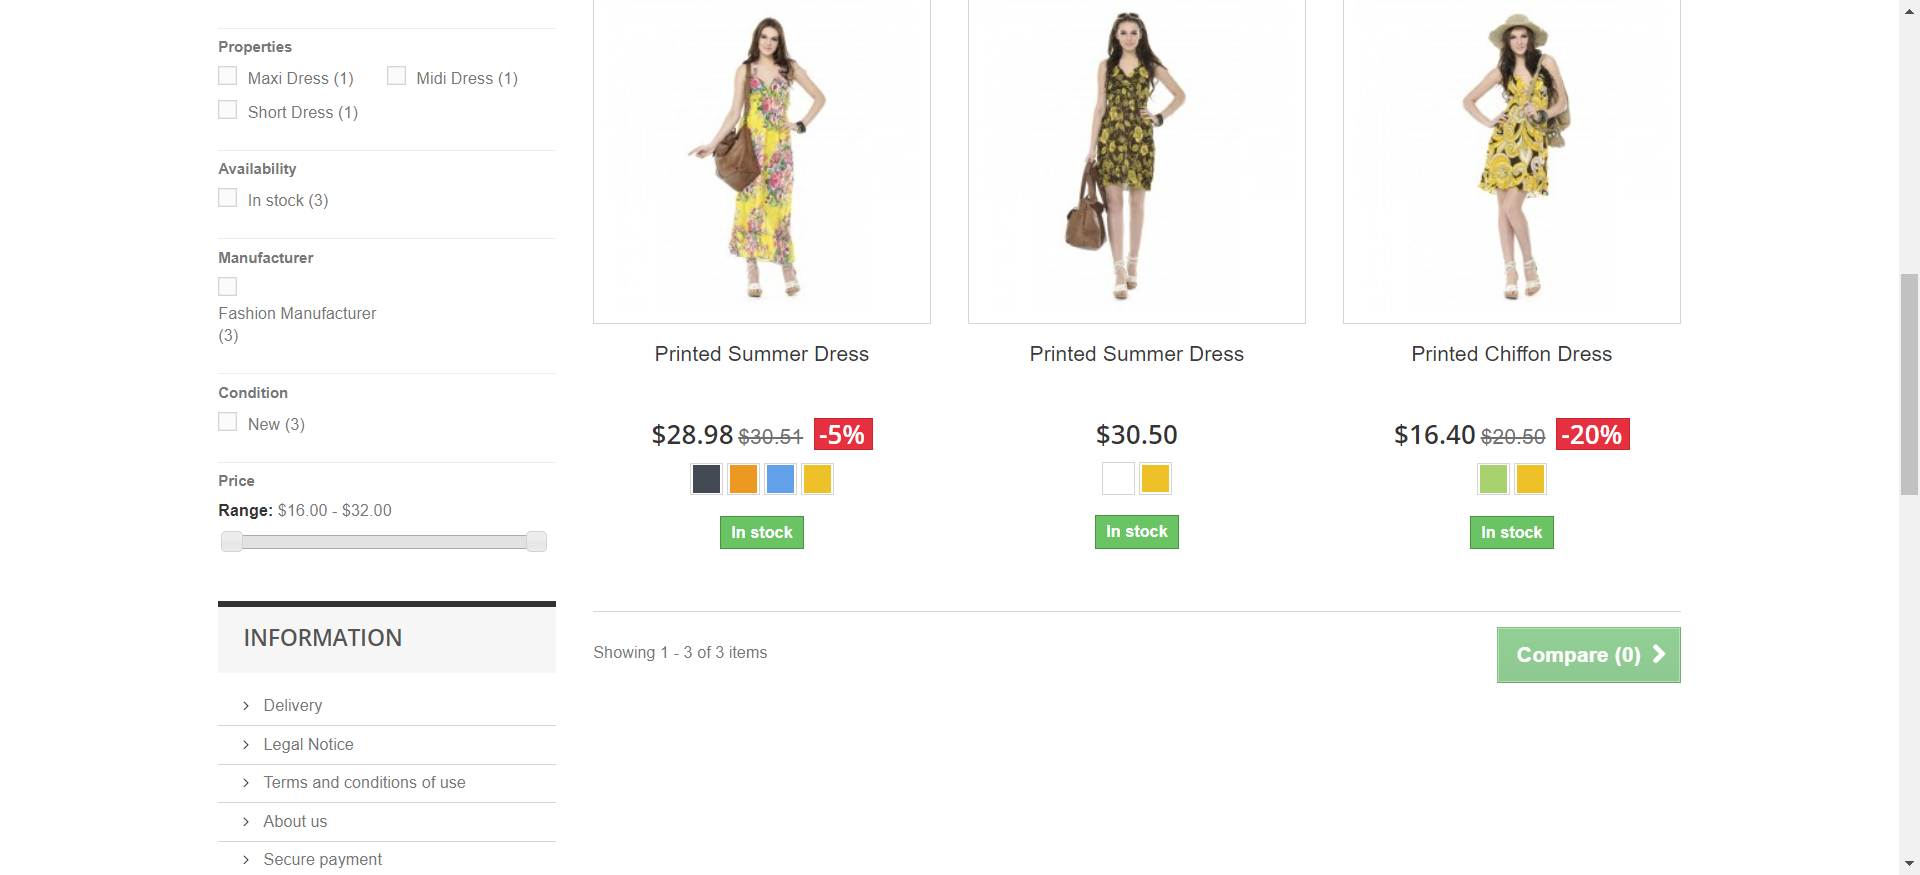 Properties
Maxi Dress (1) Midi Dress (1)
Short Dress (1)
Availability
In stock (3)
Manufacturer
Fashion Manufacturer
(3)
Condition
New (3)
Price
Range: $16.00 - $32.00
INFORMATION
Delivery
Legal Notice
Terms and conditions of use
About us
Secure payment
Printed Summer Dress
$28.98 $30.51 -5%
In stock
Printed Summer Dress
$30.50
In stock
Printed Chiffon Dress
$16.40 $20.50 -20%
In stock
Showing 1 - 3 of 3 items
Compare (0)